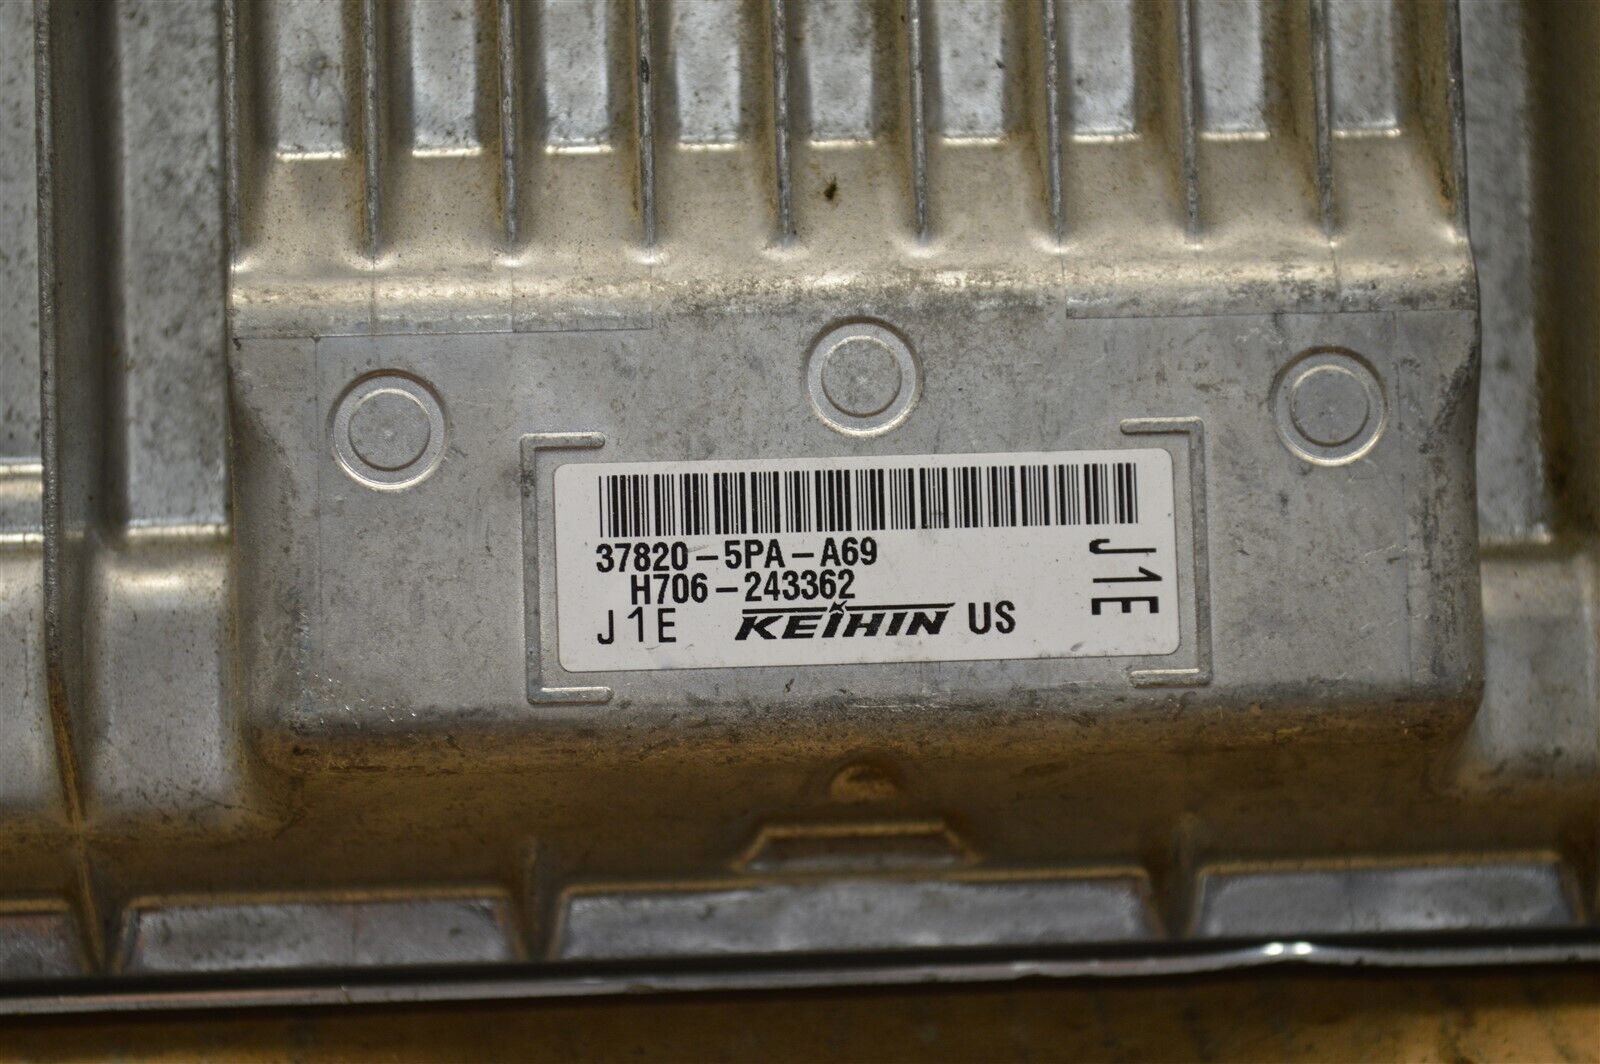 37820-5PA-A69
H706-243362
J1E KEIHIN US
J1E